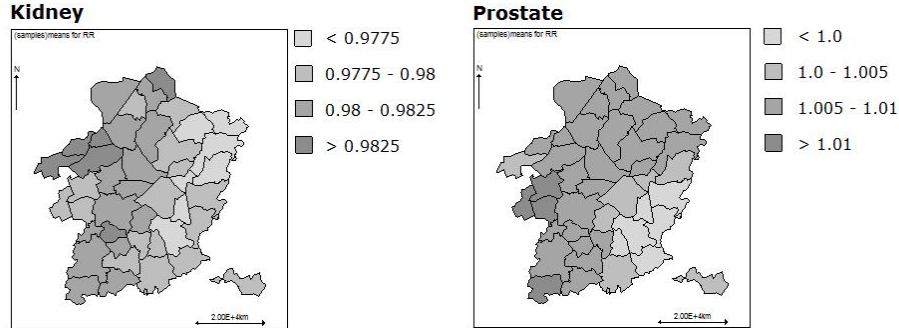 Kidney
(samples)means for RR
N
2.00E+4km
< 0.9775
0.9775 - 0.98
0.98 - 0.9825
> 0.9825
Prostate
(samples)means for RR
N
2.00E+4km
< 1.0
1.0 - 1.005
1.005 - 1.01
> 1.01